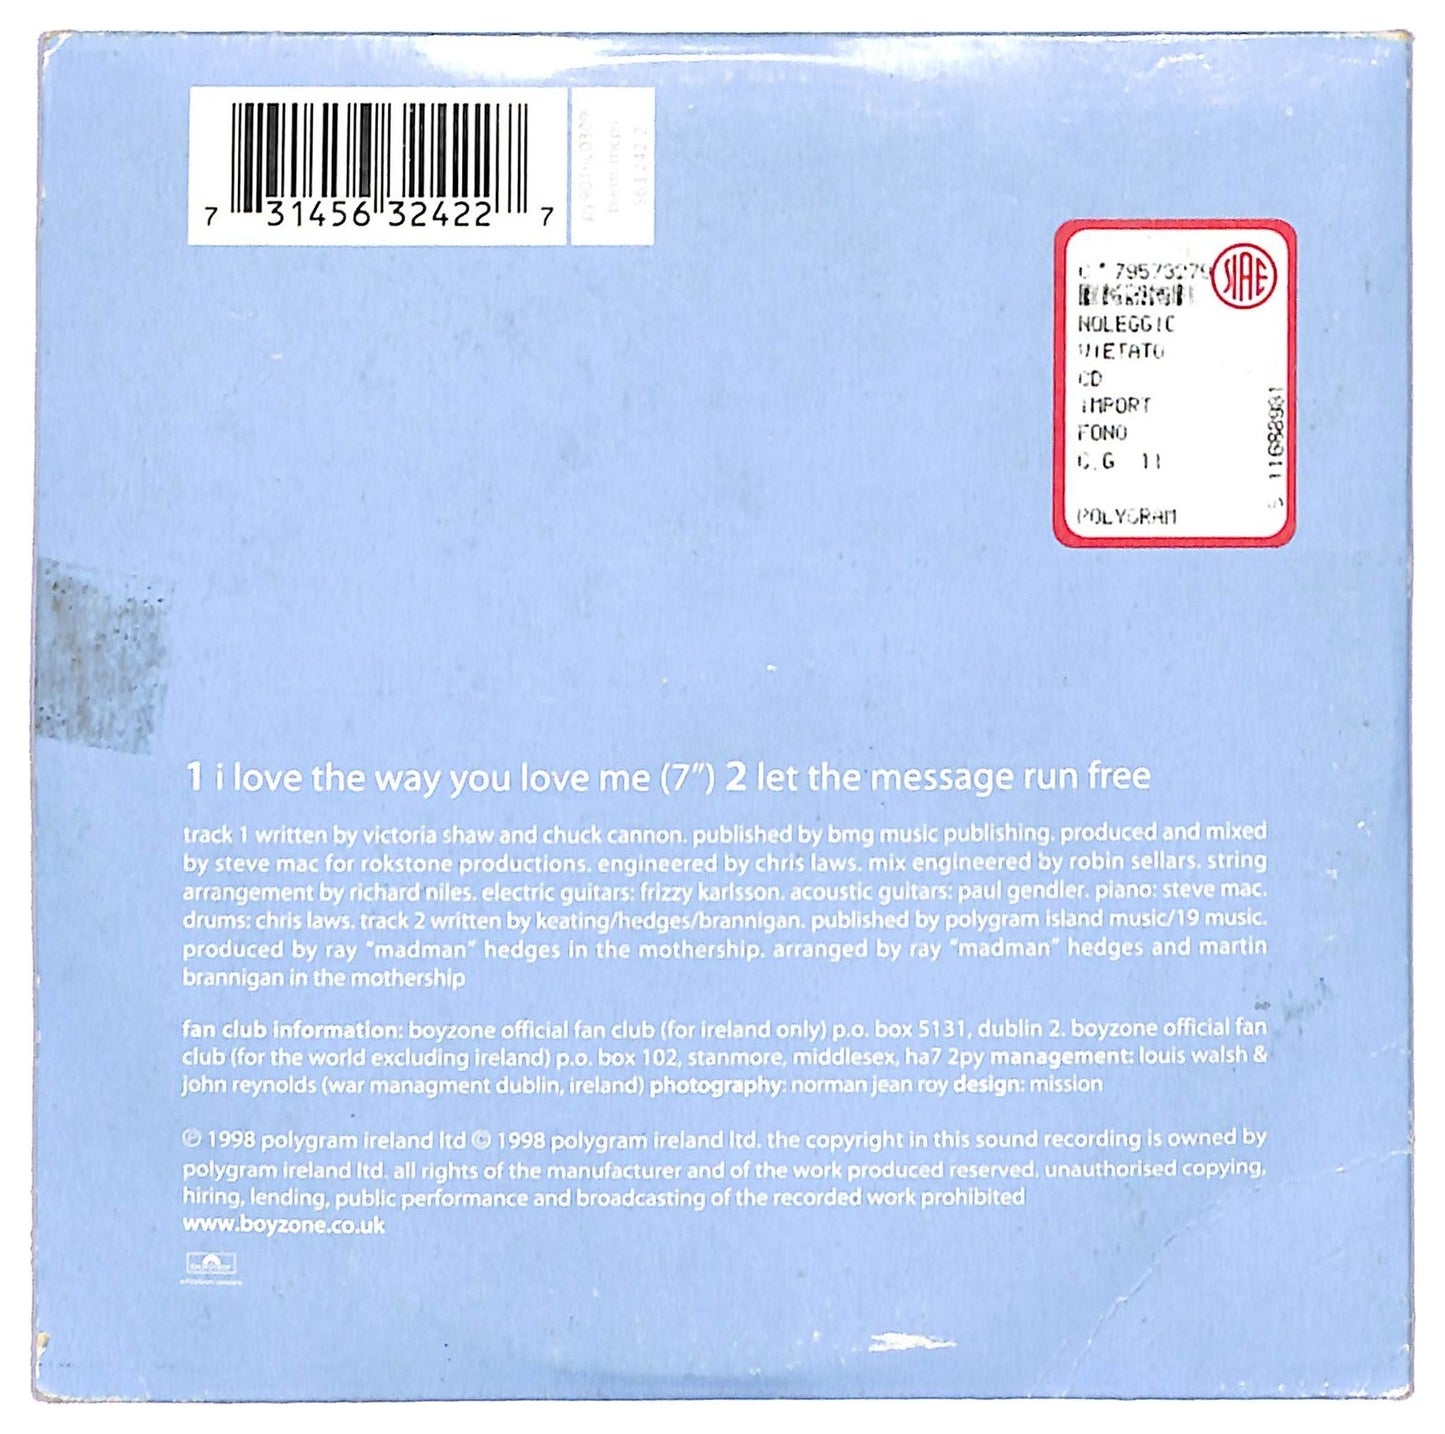 7 31456 32422 7
563 242 2
SIAE
NOLEGGIO
VIETATO
CD
IMPORT
FONO
C.G 11
POLYGRAM
S 11688981
1 i love the way you love me (7") 2 let the message run free
track 1 written by victoria shaw and chuck cannon. published by bmg music publishing. produced and mixed
by steve mac for rokstone productions. engineered by chris laws. mix engineered by robin sellars. string
arrangement by richard niles. electric guitars: frizzy karlsson. acoustic guitars: paul gendler. piano: steve mac.
drums: chris laws. track 2 written by keating/hedges/brannigan. published by polygram island music/19 music.
produced by ray "madman" hedges in the mothership. arranged by ray "madman" hedges and martin
brannigan in the mothership
fan club information: boyzone official fan club (for ireland only) p.o. box 5131, dublin 2. boyzone official fan
club (for the world excluding ireland) p.o. box 102, stanmore, middlesex, ha7 2py management: louis walsh &
john reynolds (war managment dublin, ireland) photography: norman jean roy design: mission
℗ 1998 polygram ireland ltd © 1998 polygram ireland ltd. the copyright in this sound recording is owned by
polygram ireland ltd. all rights of the manufacturer and of the work produced reserved. unauthorised copying,
hiring, lending, public performance and broadcasting of the recorded work prohibited
www.boyzone.co.uk